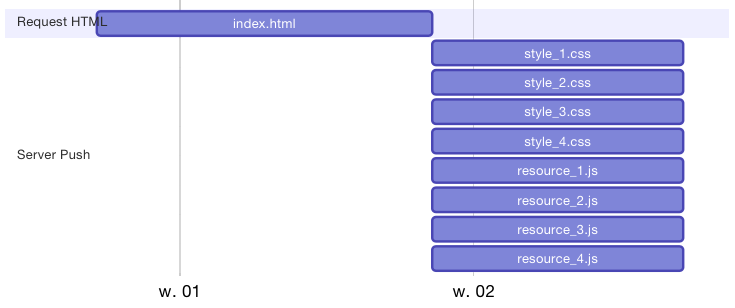 Request HTML
index.html
style_1.css
style_2.css
style_3.css
style_4.css
Server Push
resource_1.js
resource_2.js
resource_3.js
resource_4.js
w. 01
w. 02